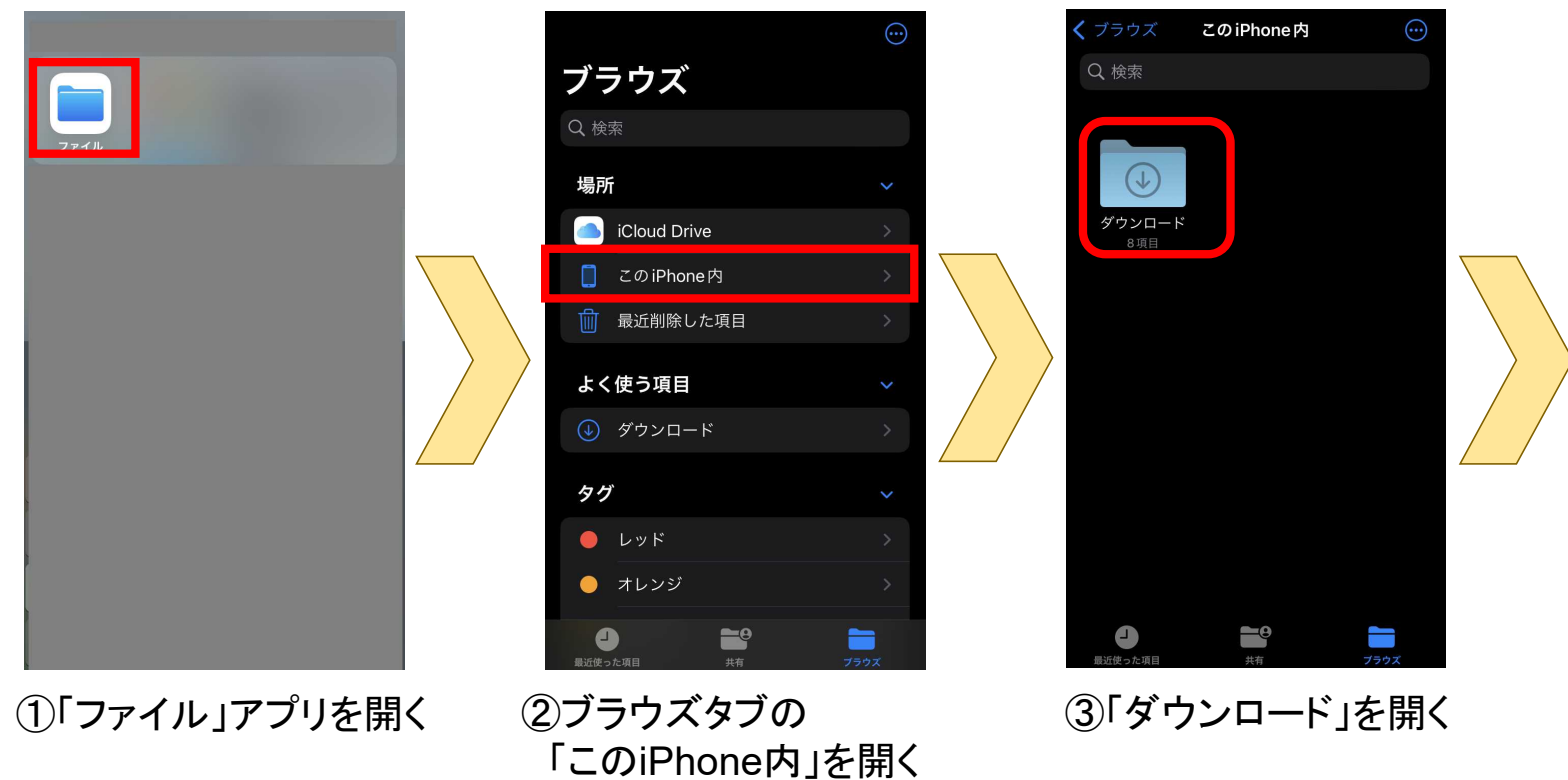 ファイル
ブラウズ
検索
場所
iCloud Drive
このiPhone内
最近削除した項目
よく使う項目
ダウンロード
タグ
レッド
オレンジ
最近使った項目
共有
ブラウズ
ブラウズ
このiPhone内
検索
ダウンロード
8項目
最近使った項目
共有
ブラウズ
①「ファイル」アプリを開く
②ブラウズタブの
「このiPhone内」を開く
③「ダウンロード」を開く